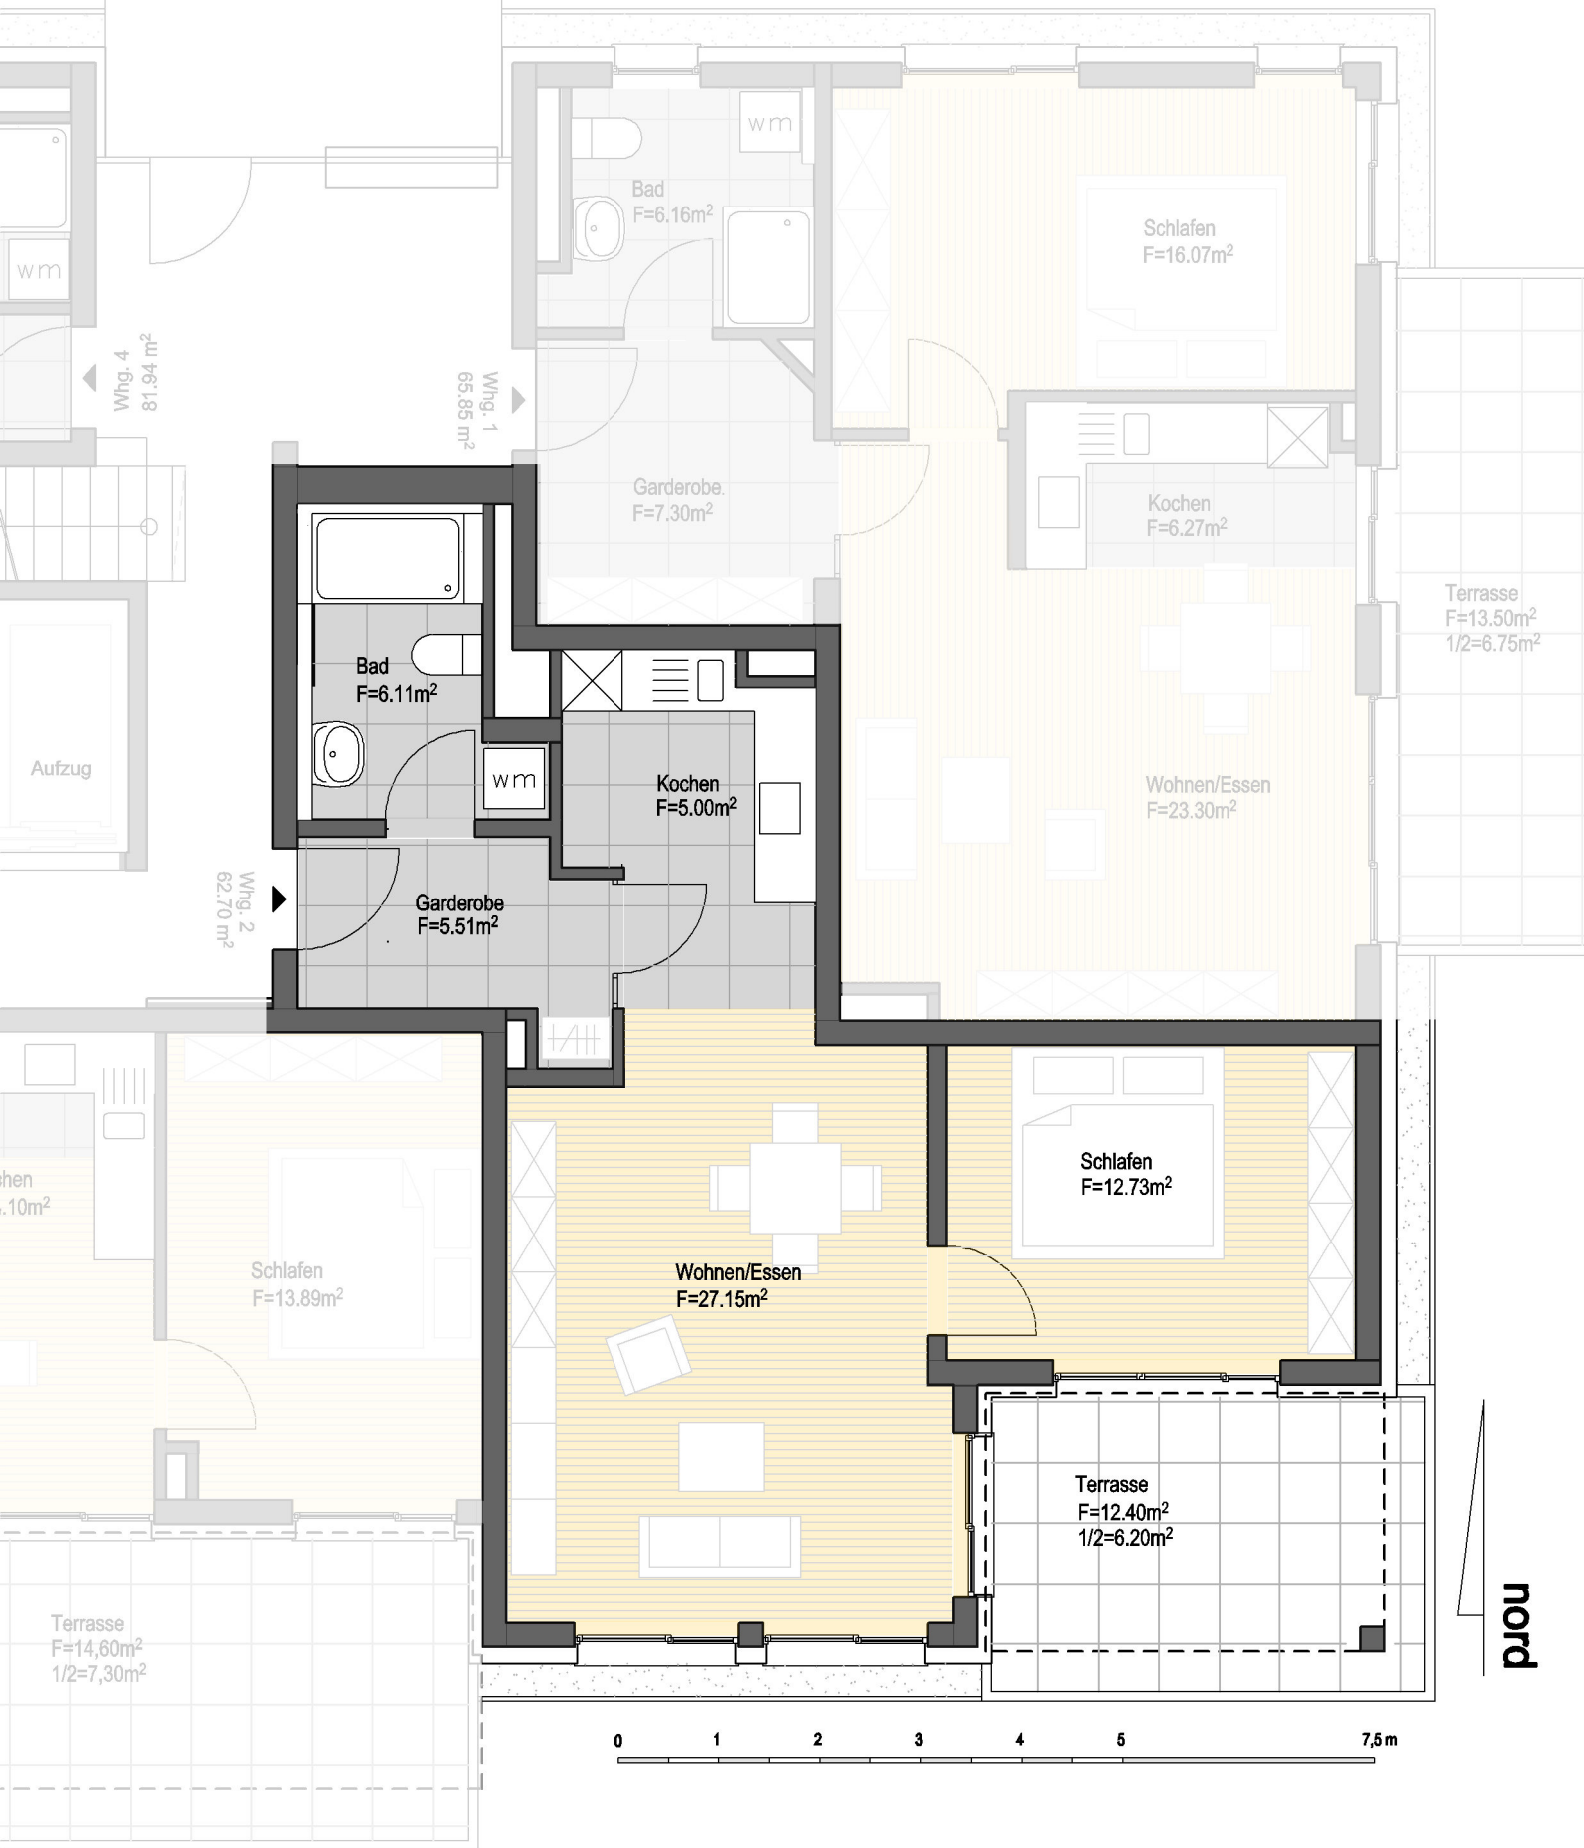 wm
Bad
F=6.16m²
Schlafen
F=16.07m²
wm
Whg. 4
81.94 m²
Whg. 1
65.85 m²
Garderobe
F=7.30m²
Kochen
F=6.27m²
Terrasse
F=13.50m²
1/2=6.75m²
Bad
F=6.11m²
Aufzug
wm
Kochen
F=5.00m²
Wohnen/Essen
F=23.30m²
Whg. 2
62.70 m²
Garderobe
F=5.51m²
Schlafen
F=12.73m²
hen
.10m²
Schlafen
F=13.89m²
Wohnen/Essen
F=27.15m²
Terrasse
F=12.40m²
1/2=6.20m²
nord
Terrasse
F=14,60m²
1/2=7,30m²
0 1 2 3 4 5 7,5 m